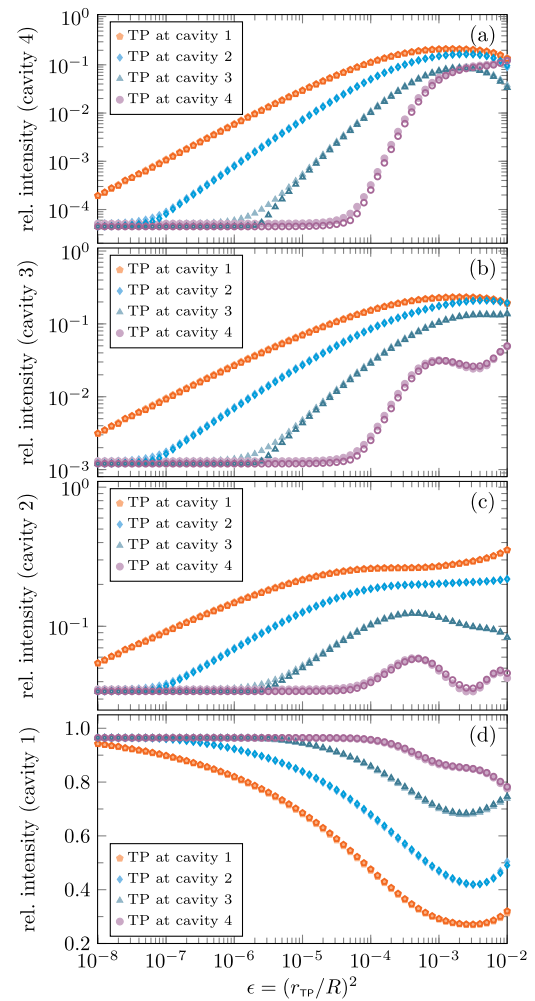 10⁰
10⁻¹
10⁻²
10⁻³
10⁻⁴
rel. intensity (cavity 4)
(a)
TP at cavity 1
TP at cavity 2
TP at cavity 3
TP at cavity 4
10⁰
10⁻¹
10⁻²
10⁻³
rel. intensity (cavity 3)
(b)
TP at cavity 1
TP at cavity 2
TP at cavity 3
TP at cavity 4
10⁰
10⁻¹
rel. intensity (cavity 2)
(c)
TP at cavity 1
TP at cavity 2
TP at cavity 3
TP at cavity 4
1.0
0.8
0.6
0.4
0.2
rel. intensity (cavity 1)
(d)
TP at cavity 1
TP at cavity 2
TP at cavity 3
TP at cavity 4
10⁻⁸ 10⁻⁷ 10⁻⁶ 10⁻⁵ 10⁻⁴ 10⁻³ 10⁻²
ϵ = (r_TP/R)²